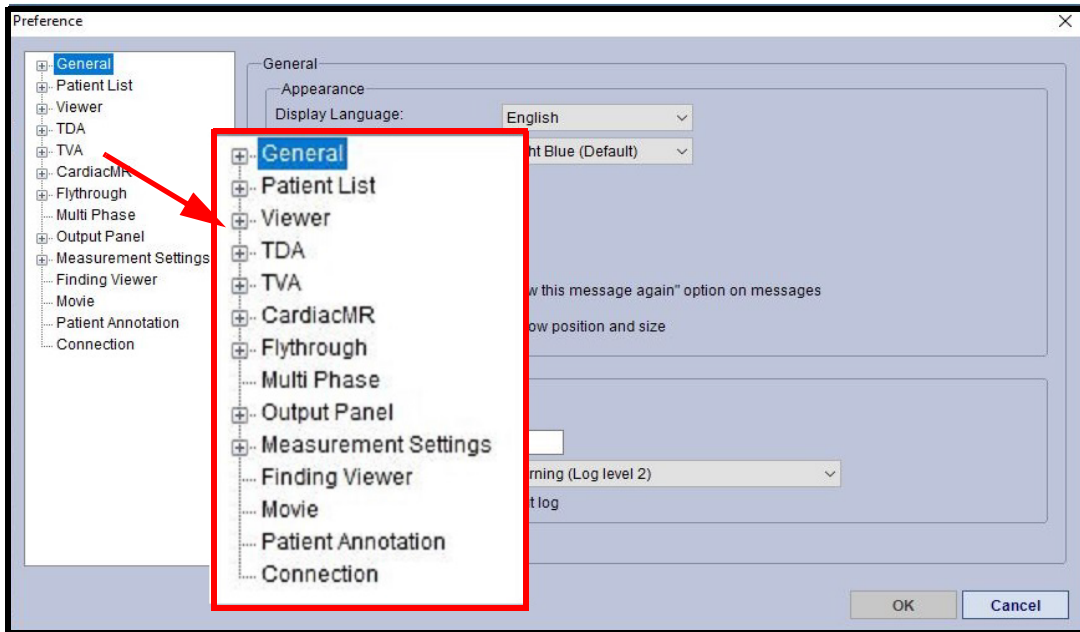 Preference
General
Patient List
Viewer
TDA
TVA
CardiacMR
Flythrough
Multi Phase
Output Panel
Measurement Settings
Finding Viewer
Movie
Patient Annotation
Connection
General
Appearance
Display Language:
English
ht Blue (Default)
w this message again" option on messages
ow position and size
rning (Log level 2)
t log
General
Patient List
Viewer
TDA
TVA
CardiacMR
Flythrough
Multi Phase
Output Panel
Measurement Settings
Finding Viewer
Movie
Patient Annotation
Connection
OK
Cancel